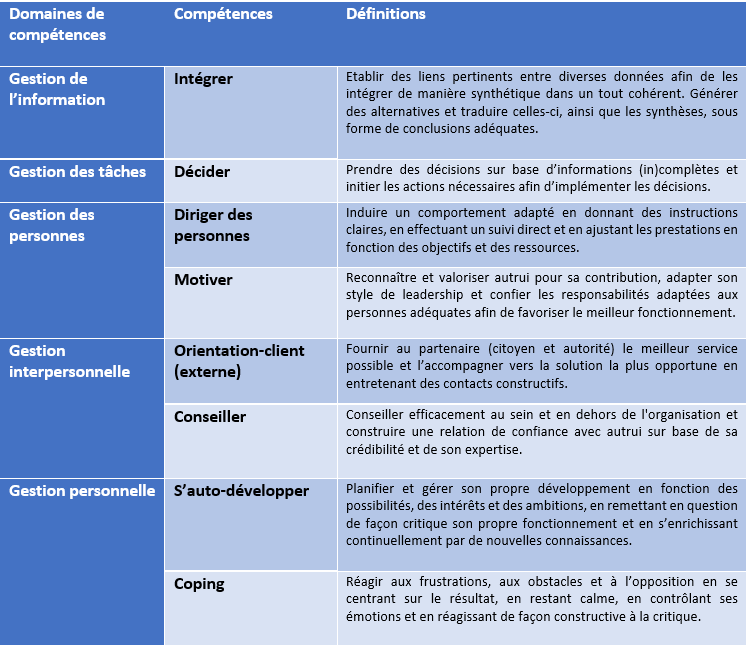 Domaines de
compétences
Compétences
Définitions
Gestion de
l’information
Intégrer
Etablir des liens pertinents entre diverses données afin de les
intégrer de manière synthétique dans un tout cohérent. Générer
des alternatives et traduire celles-ci, ainsi que les synthèses, sous
forme de conclusions adéquates.
Gestion des tâches
Décider
Prendre des décisions sur base d’informations (in)complètes et
initier les actions nécessaires afin d’implémenter les décisions.
Gestion des
personnes
Diriger des
personnes
Induire un comportement adapté en donnant des instructions
claires, en effectuant un suivi direct et en ajustant les prestations en
fonction des objectifs et des ressources.
Motiver
Reconnaître et valoriser autrui pour sa contribution, adapter son
style de leadership et confier les responsabilités adaptées aux
personnes adéquates afin de favoriser le meilleur fonctionnement.
Gestion
interpersonnelle
Orientation-client
(externe)
Fournir au partenaire (citoyen et autorité) le meilleur service
possible et l’accompagner vers la solution la plus opportune en
entretenant des contacts constructifs.
Conseiller
Conseiller efficacement au sein et en dehors de l'organisation et
construire une relation de confiance avec autrui sur base de sa
crédibilité et de son expertise.
Gestion personnelle
S’auto-développer
Planifier et gérer son propre développement en fonction des
possibilités, des intérêts et des ambitions, en remettant en question
de façon critique son propre fonctionnement et en s’enrichissant
continuellement par de nouvelles connaissances.
Coping
Réagir aux frustrations, aux obstacles et à l’opposition en se
centrant sur le résultat, en restant calme, en contrôlant ses
émotions et en réagissant de façon constructive à la critique.